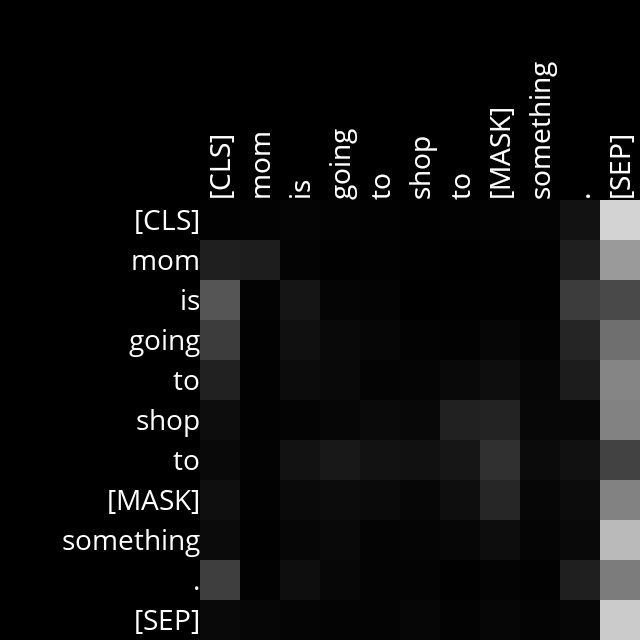 [CLS]
mom
is
going
to
shop
to
[MASK]
something
.
[SEP]
[CLS]
mom
is
going
to
shop
to
[MASK]
something
.
[SEP]